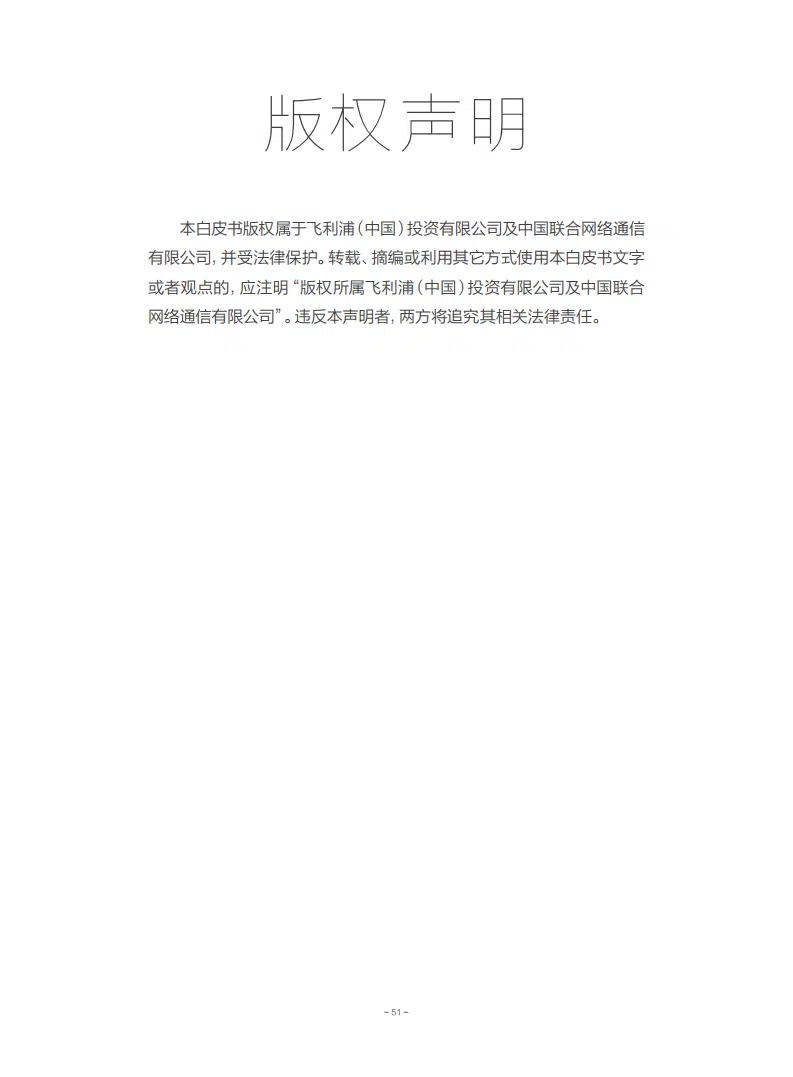 版权声明
本白皮书版权属于飞利浦（中国）投资有限公司及中国联合网络通信
有限公司，并受法律保护。转载、摘编或利用其它方式使用本白皮书文字
或者观点的，应注明“版权所属飞利浦（中国）投资有限公司及中国联合
网络通信有限公司”。违反本声明者，两方将追究其相关法律责任。
– 51 –